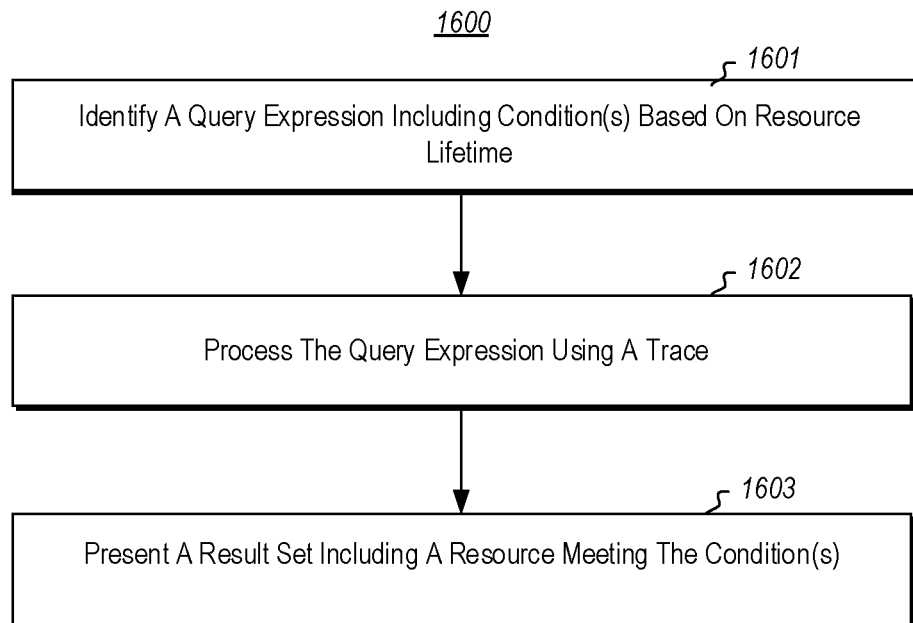 1600
1601
Identify A Query Expression Including Condition(s) Based On Resource
Lifetime
1602
Process The Query Expression Using A Trace
1603
Present A Result Set Including A Resource Meeting The Condition(s)